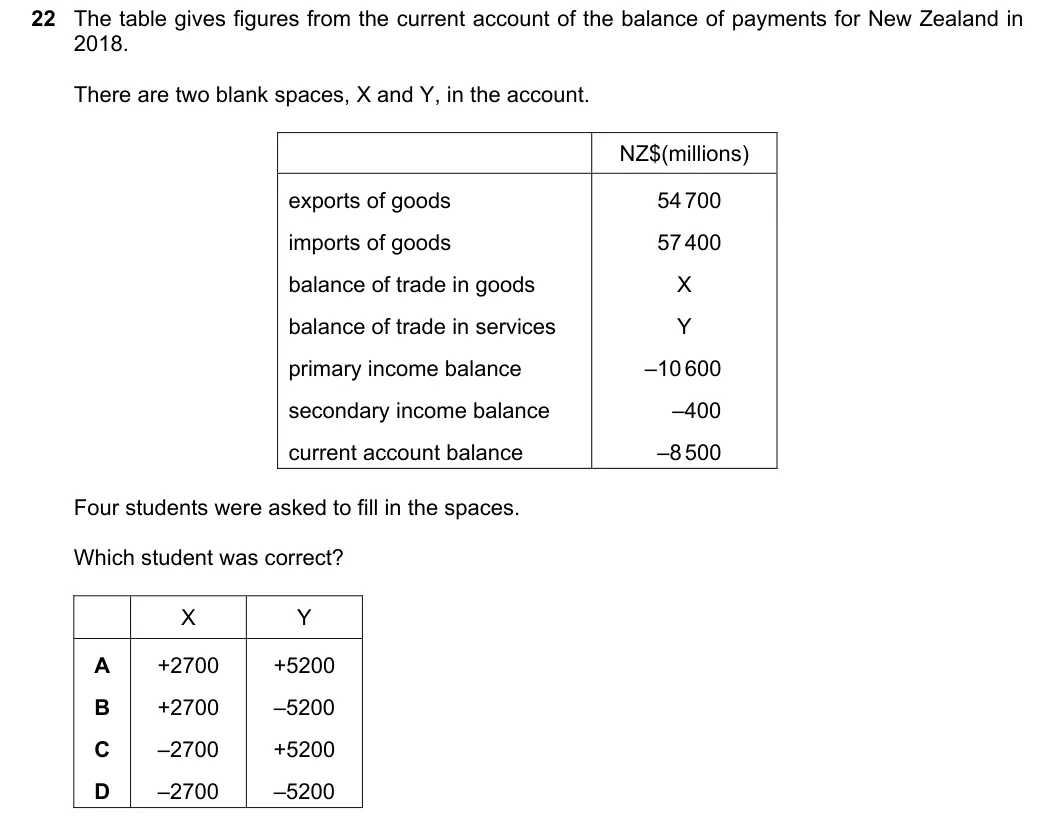 22 The table gives figures from the current account of the balance of payments for New Zealand in
2018.
There are two blank spaces, X and Y, in the account.
NZ$(millions)
exports of goods 54 700
imports of goods 57 400
balance of trade in goods X
balance of trade in services Y
primary income balance –10 600
secondary income balance –400
current account balance –8 500
Four students were asked to fill in the spaces.
Which student was correct?
X Y
A +2700 +5200
B +2700 –5200
C –2700 +5200
D –2700 –5200